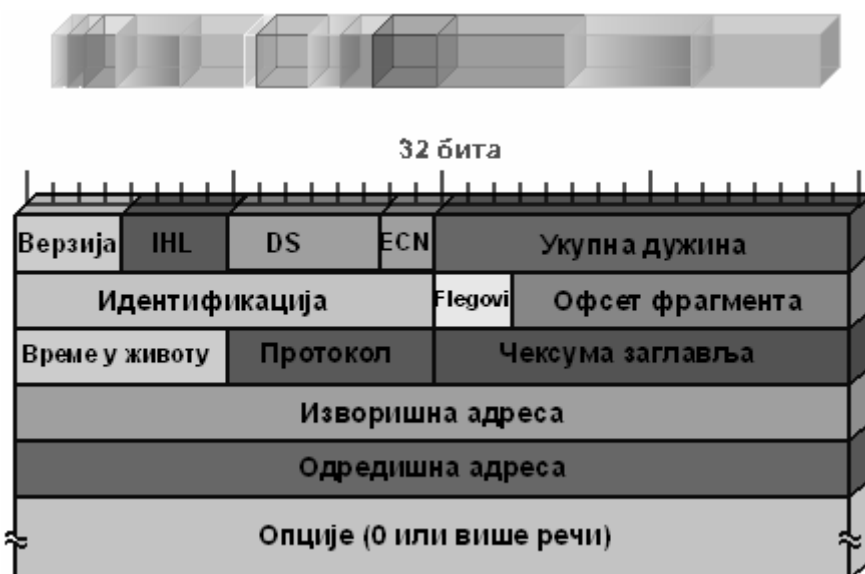 32 бита
Верзија IHL DS ECN Укупна дужина
Идентификација Flegovi Офсет фрагмента
Време у животу Протокол Чексума заглавља
Изворишна адреса
Одредишна адреса
Опције (0 или више речи)